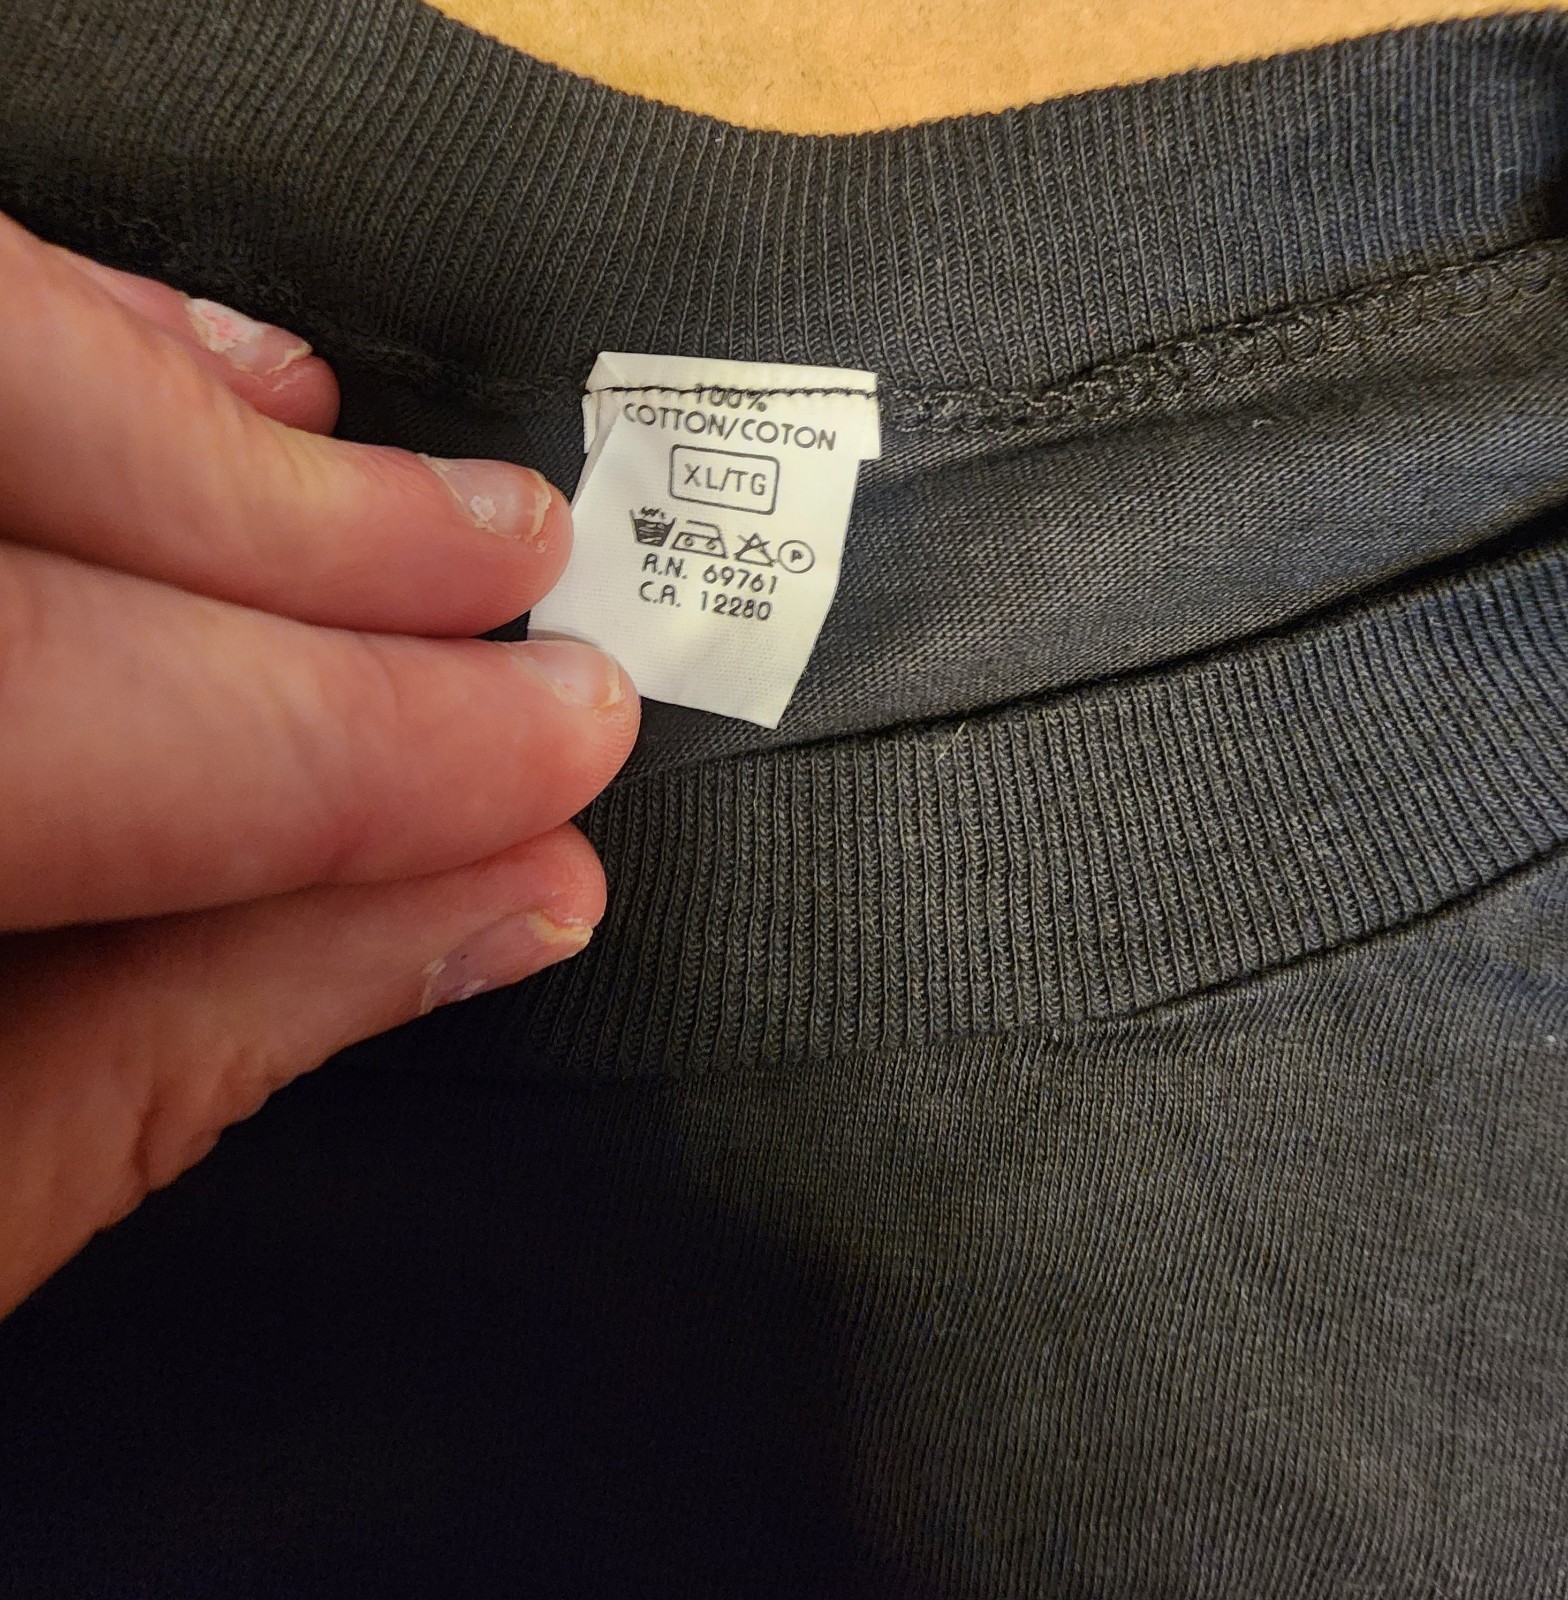 100%
COTTON/COTON
XL/TG
P
R.N. 69761
C.A. 12280